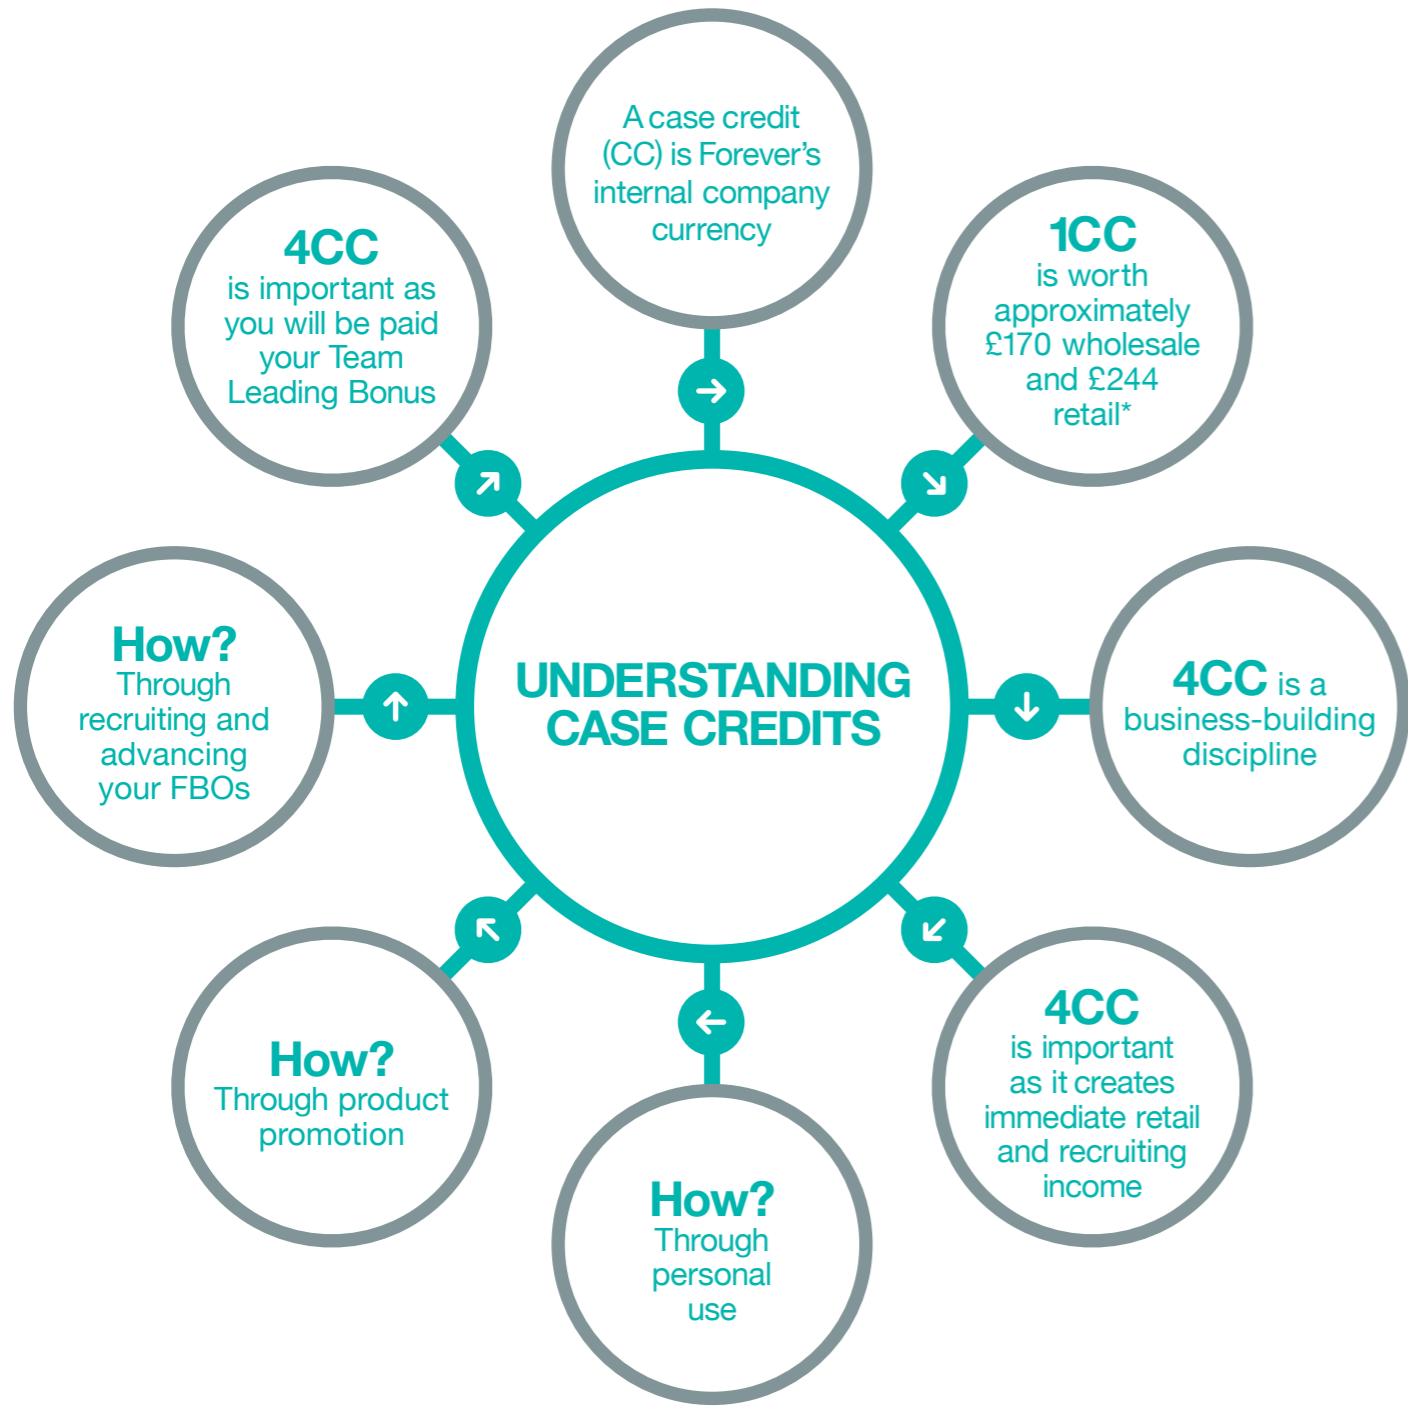 A case credit
(CC) is Forever's
internal company
currency
1CC
is worth
approximately
£170 wholesale
and £244
retail*
4CC is a
business-building
discipline
4CC
is important
as it creates
immediate retail
and recruiting
income
How?
Through
personal
use
How?
Through product
promotion
How?
Through
recruiting and
advancing
your FBOs
4CC
is important as
you will be paid
your Team
Leading Bonus
UNDERSTANDING
CASE CREDITS